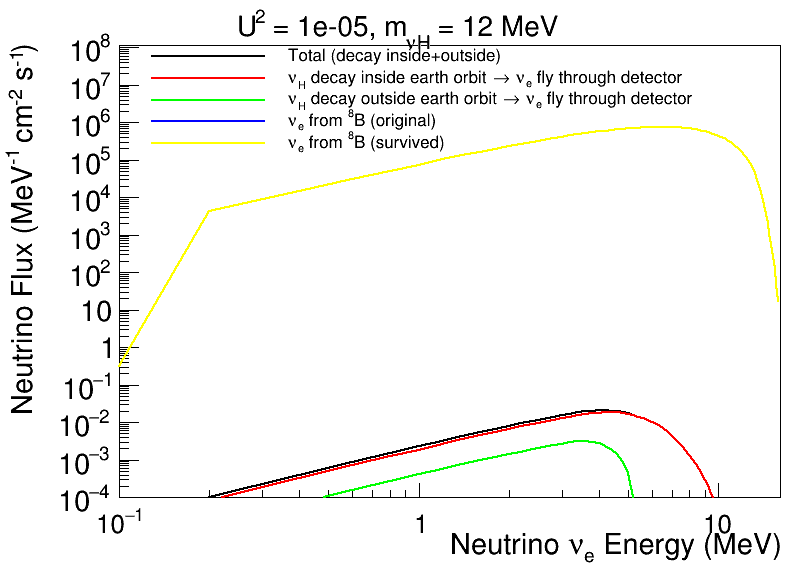 U² = 1e-05, m_νH = 12 MeV
Total (decay inside+outside)
ν_H decay inside earth orbit → ν_e fly through detector
ν_H decay outside earth orbit → ν_e fly through detector
ν_e from ⁸B (original)
ν_e from ⁸B (survived)
Neutrino Flux (MeV⁻¹ cm⁻² s⁻¹)
10⁸
10⁷
10⁶
10⁵
10⁴
10³
10²
10
1
10⁻¹
10⁻²
10⁻³
10⁻⁴
10⁻¹ 1 10
Neutrino ν_e Energy (MeV)